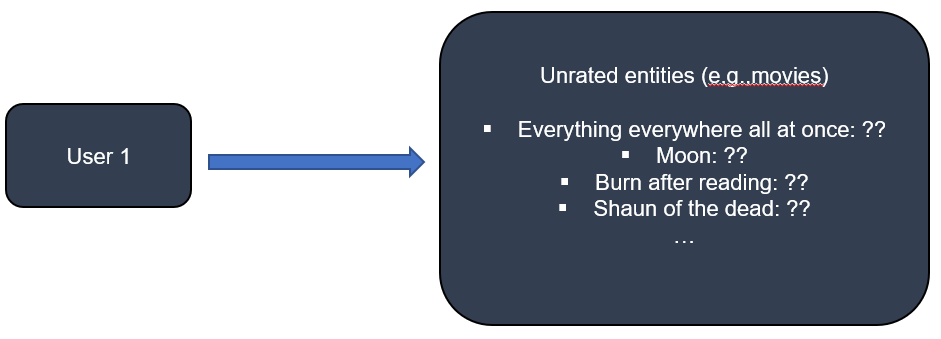 User 1
Unrated entities (e.g.,movies)
▪ Everything everywhere all at once: ??
▪ Moon: ??
▪ Burn after reading: ??
▪ Shaun of the dead: ??
…